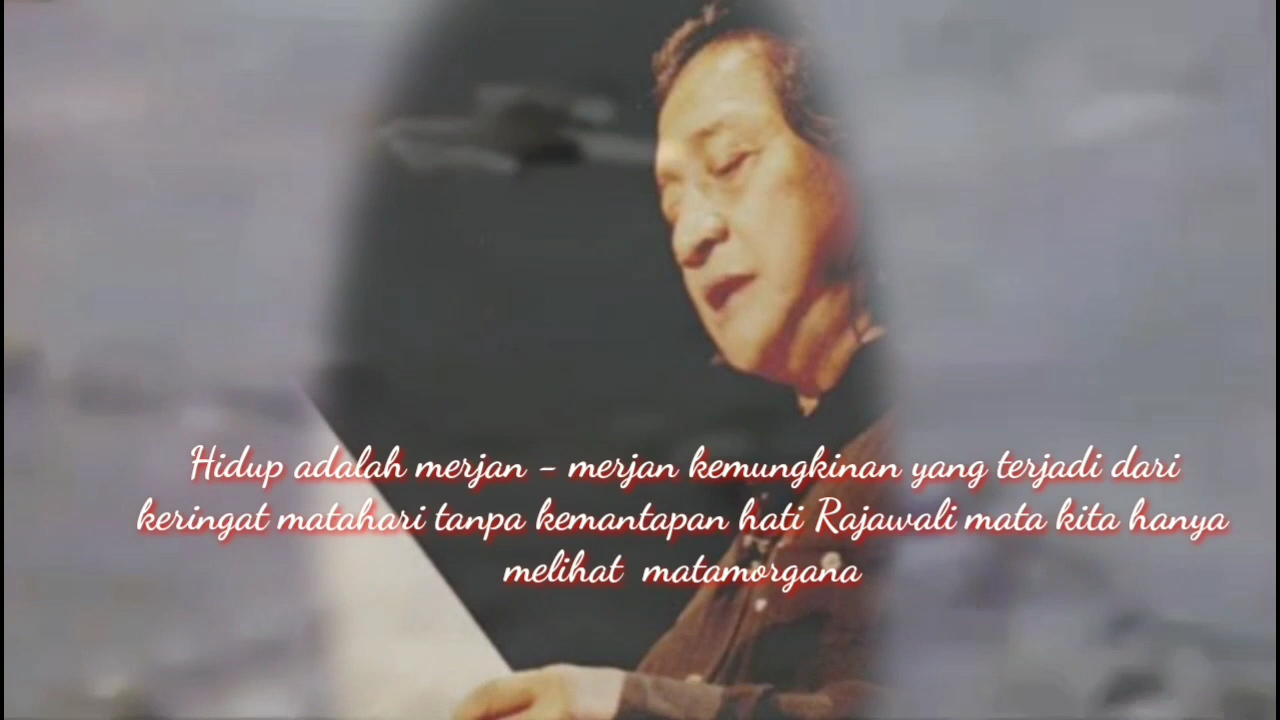 Hidup adalah merjan - merjan kemungkinan yang terjadi dari
keringat matahari tanpa kemantapan hati Rajawali mata kita hanya
melihat matamorgana